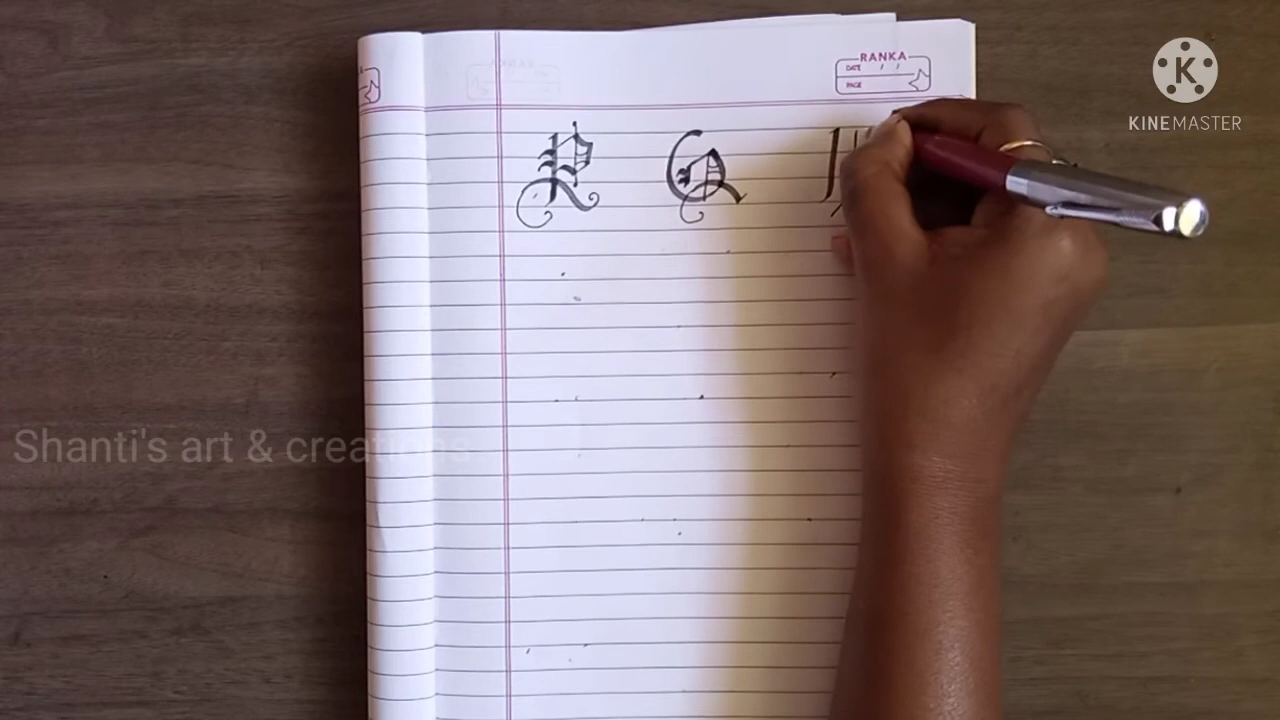 RANKA
DATE / /
PAGE
K
KINEMASTER
R Q
Shanti's art & creations